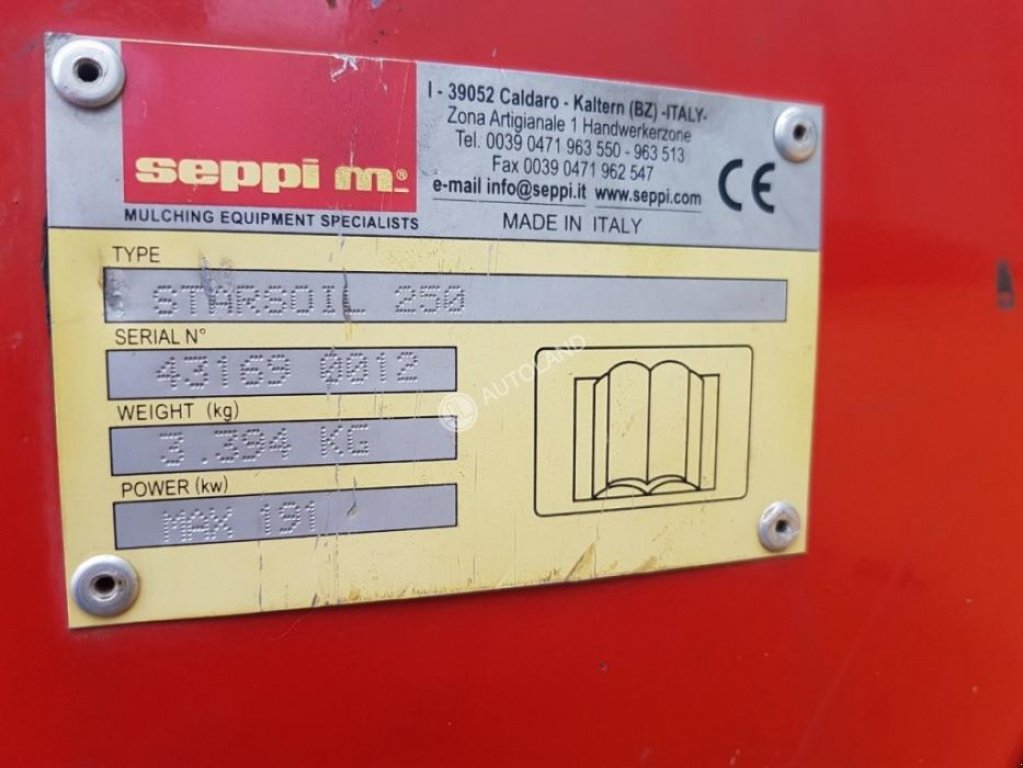 seppi m.®
MULCHING EQUIPMENT SPECIALISTS
I - 39052 Caldaro - Kaltern (BZ) -ITALY-
Zona Artigianale 1 Handwerkerzone
Tel. 0039 0471 963 550 - 963 513
Fax 0039 0471 962 547
e-mail info@seppi.it www.seppi.com
MADE IN ITALY
CE
TYPE
STARSOIL 250
SERIAL N°
43169 0012
WEIGHT (kg)
3.394 KG
POWER (kw)
MAX 191
AUTOLAND